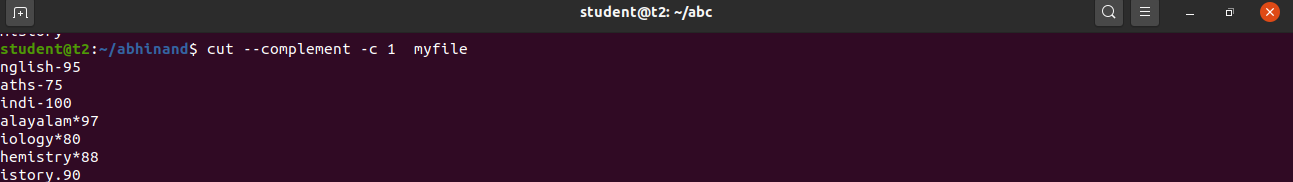 student@t2: ~/abc
history
student@t2:~/abhinand$ cut --complement -c 1  myfile
nglish-95
aths-75
indi-100
alayalam*97
iology*80
hemistry*88
istory.90